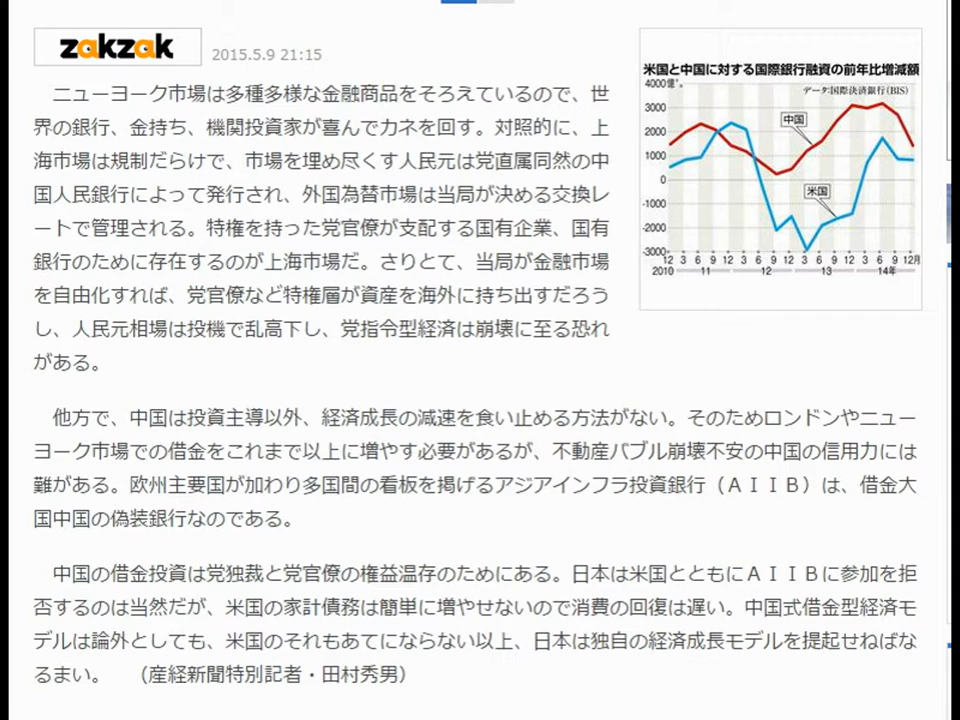 zakzak
2015.5.9 21:15
　ニューヨーク市場は多種多様な金融商品をそろえているので、世
界の銀行、金持ち、機関投資家が喜んでカネを回す。対照的に、上
海市場は規制だらけで、市場を埋め尽くす人民元は党直属同然の中
国人民銀行によって発行され、外国為替市場は当局が決める交換レ
ートで管理される。特権を持った党官僚が支配する国有企業、国有
銀行のために存在するのが上海市場だ。さりとて、当局が金融市場
を自由化すれば、党官僚など特権層が資産を海外に持ち出すだろう
し、人民元相場は投機で乱高下し、党指令型経済は崩壊に至る恐れ
がある。
米国と中国に対する国際銀行融資の前年比増減額
4000億㌦
データ:国際決済銀行(BIS)
3000
2000
1000
0
-1000
-2000
-3000
中国
米国
12 3 6 9 12 3 6 9 12 3 6 9 12 3 6 9 12月
2010 11 12 13 14年
　他方で、中国は投資主導以外、経済成長の減速を食い止める方法がない。そのためロンドンやニュー
ヨーク市場での借金をこれまで以上に増やす必要があるが、不動産バブル崩壊不安の中国の信用力には
難がある。欧州主要国が加わり多国間の看板を掲げるアジアインフラ投資銀行（ＡＩＩＢ）は、借金大
国中国の偽装銀行なのである。
　中国の借金投資は党独裁と党官僚の権益温存のためにある。日本は米国とともにＡＩＩＢに参加を拒
否するのは当然だが、米国の家計債務は簡単に増やせないので消費の回復は遅い。中国式借金型経済モ
デルは論外としても、米国のそれもあてにならない以上、日本は独自の経済成長モデルを提起せねばな
るまい。　（産経新聞特別記者・田村秀男）